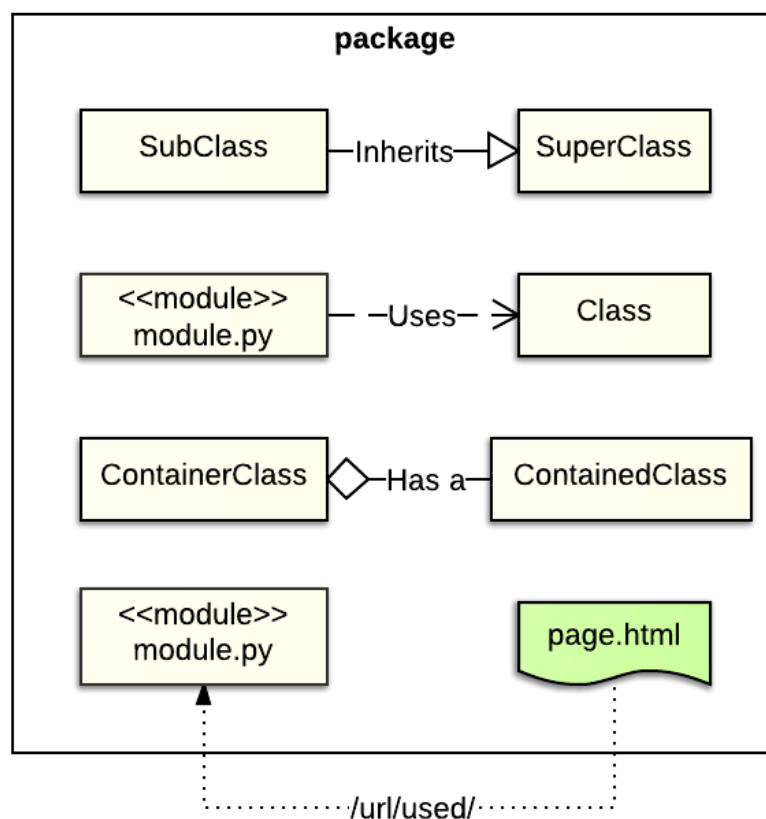 package
SubClass
Inherits
SuperClass
<<module>>
module.py
Uses
Class
ContainerClass
Has a
ContainedClass
<<module>>
module.py
page.html
/url/used/